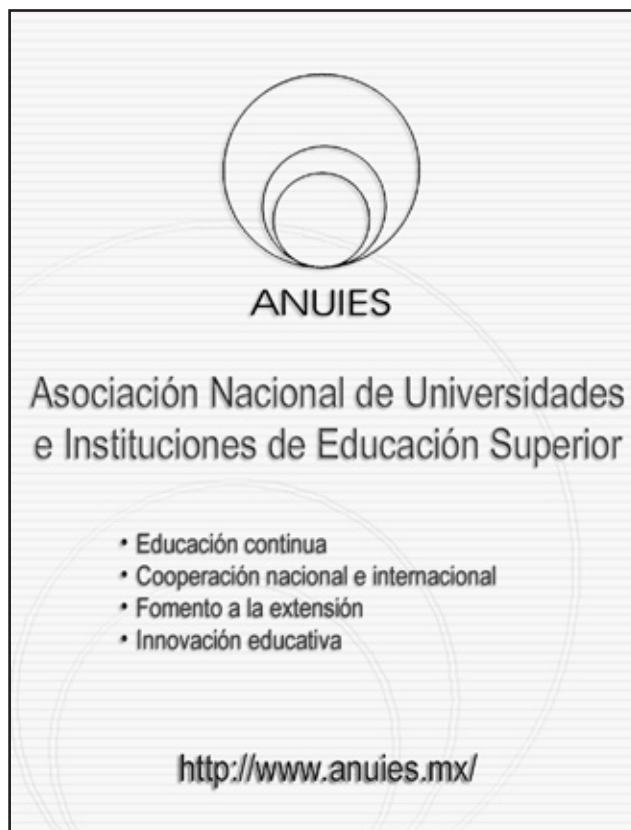 ANUIES
Asociación Nacional de Universidades
e Instituciones de Educación Superior
• Educación continua
• Cooperación nacional e internacional
• Fomento a la extensión
• Innovación educativa
http://www.anuies.mx/